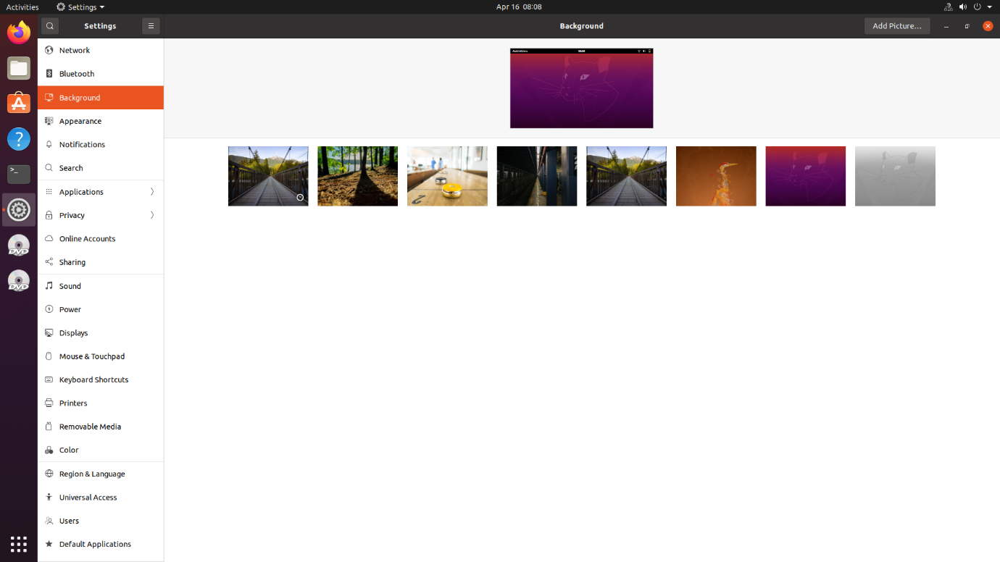 Activities
Settings
Apr 16 08:08
Settings
Background
Add Picture…
Network
Bluetooth
Background
Appearance
Notifications
Search
Applications
Privacy
Online Accounts
Sharing
Sound
Power
Displays
Mouse & Touchpad
Keyboard Shortcuts
Printers
Removable Media
Color
Region & Language
Universal Access
Users
Default Applications
DVD
DVD